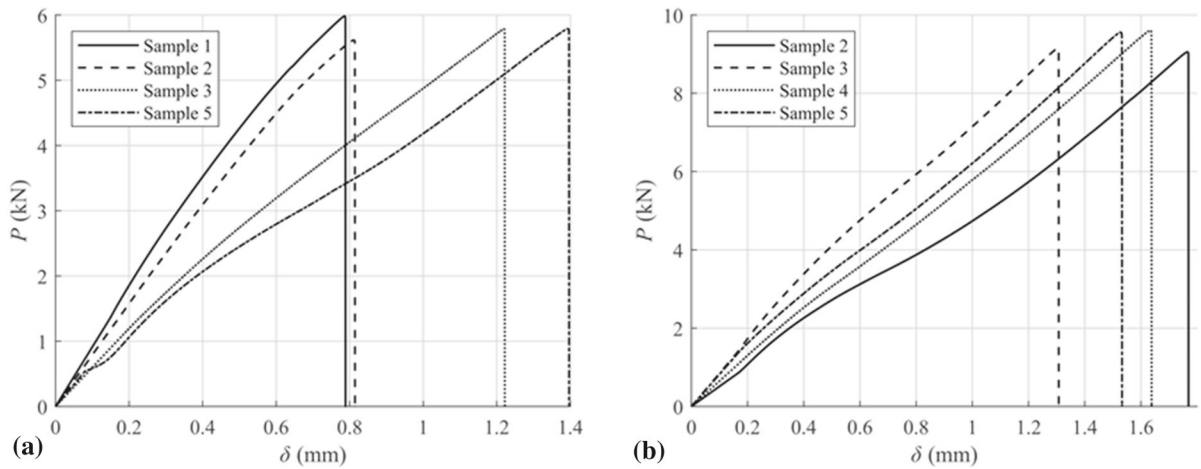 6
5
4
3
2
1
0
P (kN)
Sample 1
Sample 2
Sample 3
Sample 5
0 0.2 0.4 0.6 0.8 1 1.2 1.4
δ (mm)
(a)
10
8
6
4
2
0
P (kN)
Sample 2
Sample 3
Sample 4
Sample 5
0 0.2 0.4 0.6 0.8 1 1.2 1.4 1.6
δ (mm)
(b)